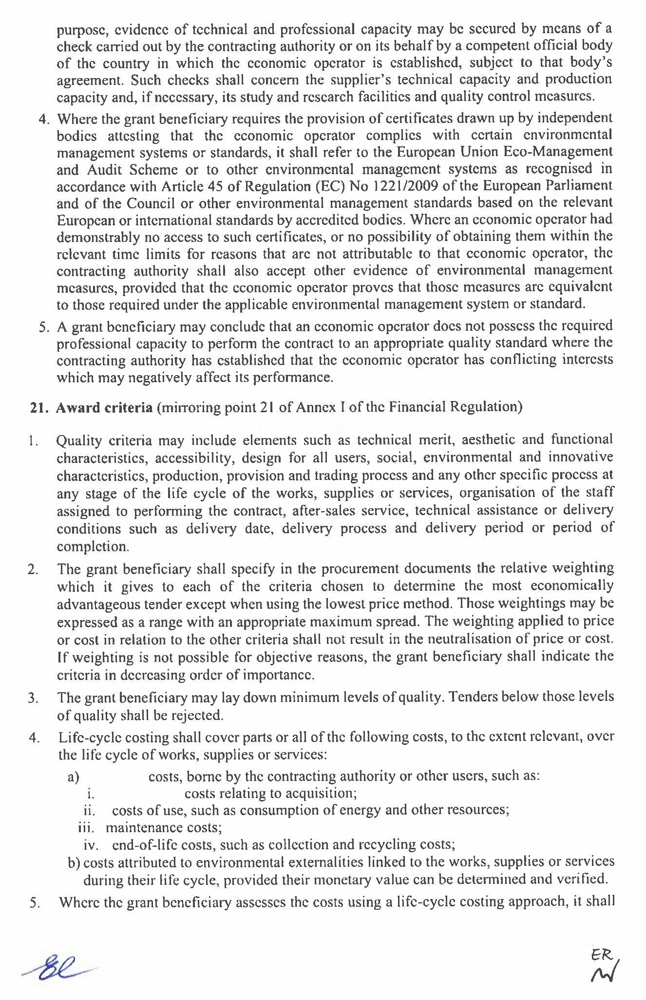 purpose, evidence of technical and professional capacity may be secured by means of a
check carried out by the contracting authority or on its behalf by a competent official body
of the country in which the economic operator is established, subject to that body's
agreement. Such checks shall concern the supplier's technical capacity and production
capacity and, if necessary, its study and research facilities and quality control measures.
4. Where the grant beneficiary requires the provision of certificates drawn up by independent
bodies attesting that the economic operator complies with certain environmental
management systems or standards, it shall refer to the European Union Eco-Management
and Audit Scheme or to other environmental management systems as recognised in
accordance with Article 45 of Regulation (EC) No 1221/2009 of the European Parliament
and of the Council or other environmental management standards based on the relevant
European or international standards by accredited bodies. Where an economic operator had
demonstrably no access to such certificates, or no possibility of obtaining them within the
relevant time limits for reasons that are not attributable to that economic operator, the
contracting authority shall also accept other evidence of environmental management
measures, provided that the economic operator proves that those measures are equivalent
to those required under the applicable environmental management system or standard.
5. A grant beneficiary may conclude that an economic operator does not possess the required
professional capacity to perform the contract to an appropriate quality standard where the
contracting authority has established that the economic operator has conflicting interests
which may negatively affect its performance.
21. Award criteria (mirroring point 21 of Annex I of the Financial Regulation)
1. Quality criteria may include elements such as technical merit, aesthetic and functional
characteristics, accessibility, design for all users, social, environmental and innovative
characteristics, production, provision and trading process and any other specific process at
any stage of the life cycle of the works, supplies or services, organisation of the staff
assigned to performing the contract, after-sales service, technical assistance or delivery
conditions such as delivery date, delivery process and delivery period or period of
completion.
2. The grant beneficiary shall specify in the procurement documents the relative weighting
which it gives to each of the criteria chosen to determine the most economically
advantageous tender except when using the lowest price method. Those weightings may be
expressed as a range with an appropriate maximum spread. The weighting applied to price
or cost in relation to the other criteria shall not result in the neutralisation of price or cost.
If weighting is not possible for objective reasons, the grant beneficiary shall indicate the
criteria in decreasing order of importance.
3. The grant beneficiary may lay down minimum levels of quality. Tenders below those levels
of quality shall be rejected.
4. Life-cycle costing shall cover parts or all of the following costs, to the extent relevant, over
the life cycle of works, supplies or services:
a) costs, borne by the contracting authority or other users, such as:
i. costs relating to acquisition;
ii. costs of use, such as consumption of energy and other resources;
iii. maintenance costs;
iv. end-of-life costs, such as collection and recycling costs;
b) costs attributed to environmental externalities linked to the works, supplies or services
during their life cycle, provided their monetary value can be determined and verified.
5. Where the grant beneficiary assesses the costs using a life-cycle costing approach, it shall
ER